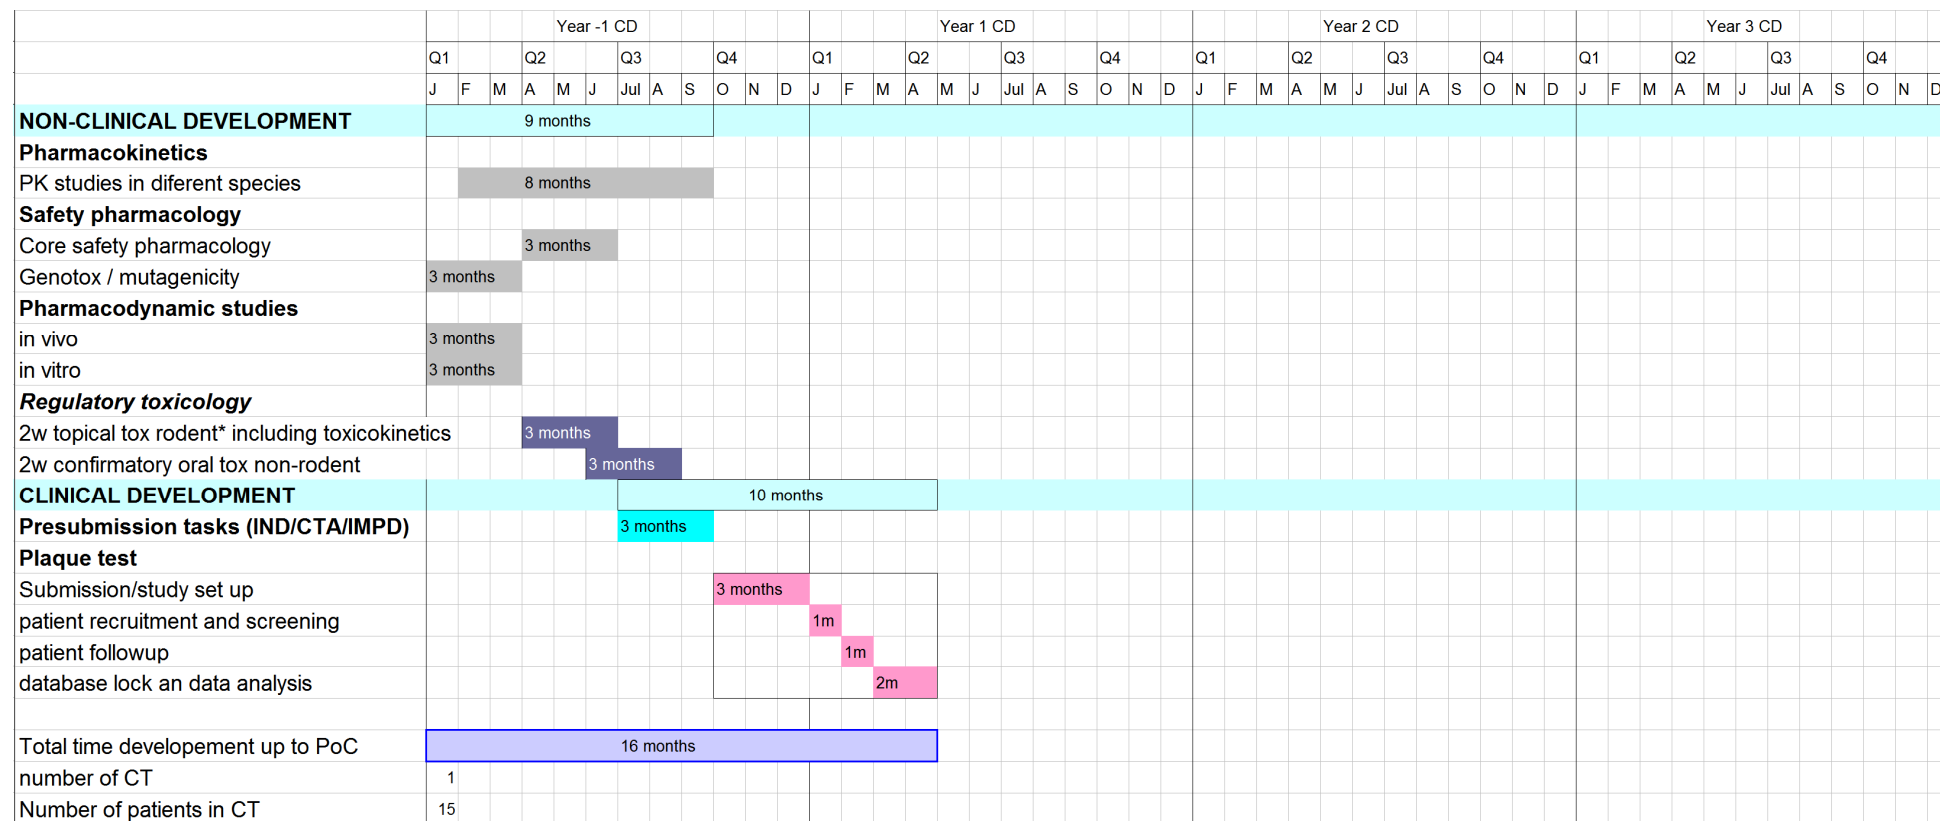 Year -1 CD Year 1 CD Year 2 CD Year 3 CD
Q1 Q2 Q3 Q4 Q1 Q2 Q3 Q4 Q1 Q2 Q3 Q4 Q1 Q2 Q3 Q4
J F M A M J Jul A S O N D J F M A M J Jul A S O N D J F M A M J Jul A S O N D J F M A M J Jul A S O N D
NON-CLINICAL DEVELOPMENT 9 months
Pharmacokinetics
PK studies in diferent species 8 months
Safety pharmacology
Core safety pharmacology 3 months
Genotox / mutagenicity 3 months
Pharmacodynamic studies
in vivo 3 months
in vitro 3 months
Regulatory toxicology
2w topical tox rodent* including toxicokinetics 3 months
2w confirmatory oral tox non-rodent 3 months
CLINICAL DEVELOPMENT 10 months
Presubmission tasks (IND/CTA/IMPD) 3 months
Plaque test
Submission/study set up 3 months
patient recruitment and screening 1m
patient followup 1m
database lock an data analysis 2m
Total time developement up to PoC 16 months
number of CT 1
Number of patients in CT 15